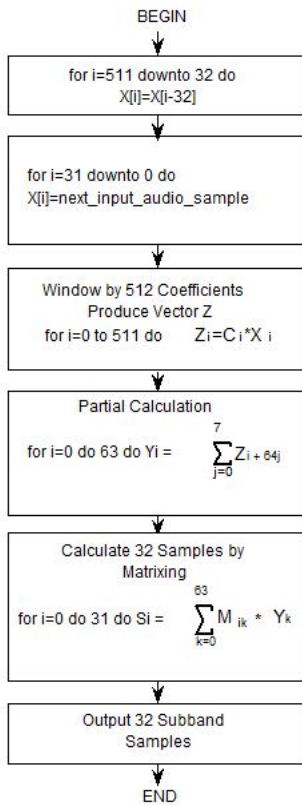 BEGIN
for i=511 downto 32 do
X[i]=X[i-32]
for i=31 downto 0 do
X[i]=next_input_audio_sample
Window by 512 Coefficients
Produce Vector Z
for i=0 to 511 do Zi=Ci*X i
Partial Calculation
7
for i=0 do 63 do Yi = ∑Zi + 64j
j=0
Calculate 32 Samples by
Matrixing
63
for i=0 do 31 do Si = ∑M ik * Yk
k=0
Output 32 Subband
Samples
END